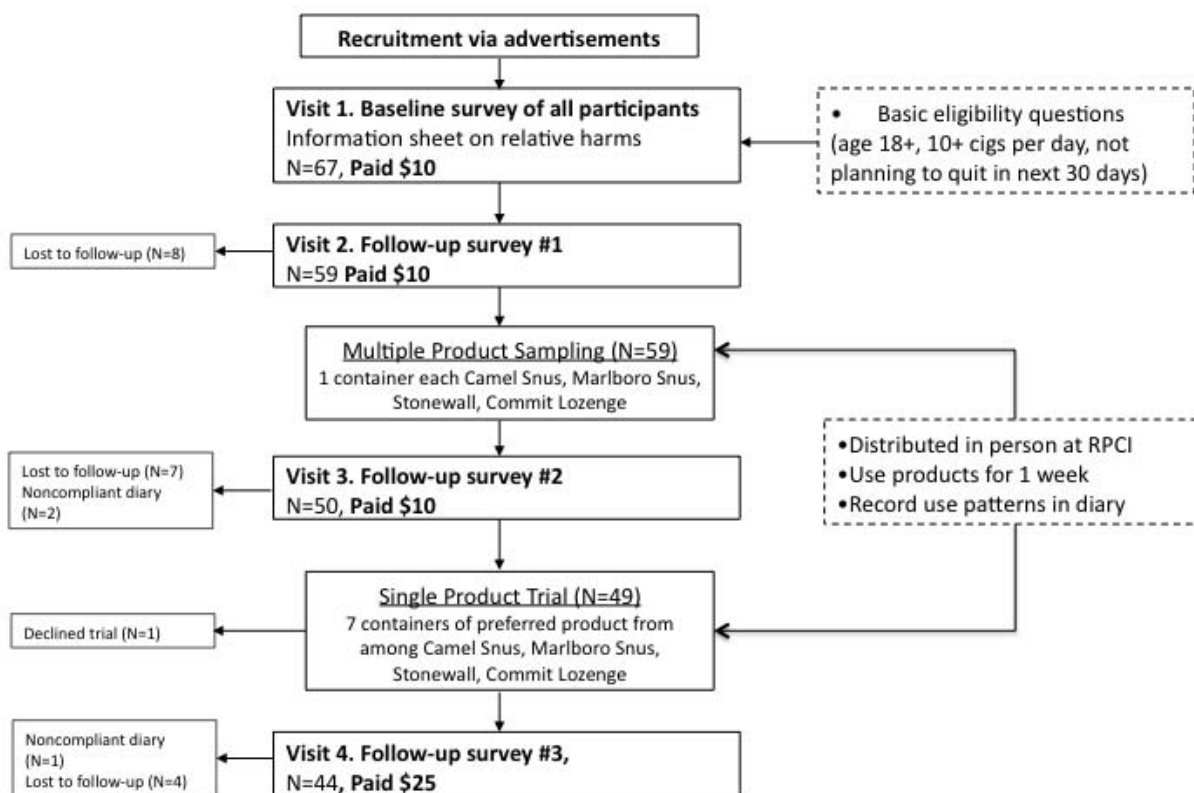 Recruitment via advertisements
Visit 1. Baseline survey of all participants
Information sheet on relative harms
N=67, Paid $10
• Basic eligibility questions
(age 18+, 10+ cigs per day, not
planning to quit in next 30 days)
Lost to follow-up (N=8)
Visit 2. Follow-up survey #1
N=59 Paid $10
Multiple Product Sampling (N=59)
1 container each Camel Snus, Marlboro Snus,
Stonewall, Commit Lozenge
•Distributed in person at RPCI
•Use products for 1 week
•Record use patterns in diary
Lost to follow-up (N=7)
Noncompliant diary
(N=2)
Visit 3. Follow-up survey #2
N=50, Paid $10
Single Product Trial (N=49)
7 containers of preferred product from
among Camel Snus, Marlboro Snus,
Stonewall, Commit Lozenge
Declined trial (N=1)
Noncompliant diary
(N=1)
Lost to follow-up (N=4)
Visit 4. Follow-up survey #3,
N=44, Paid $25